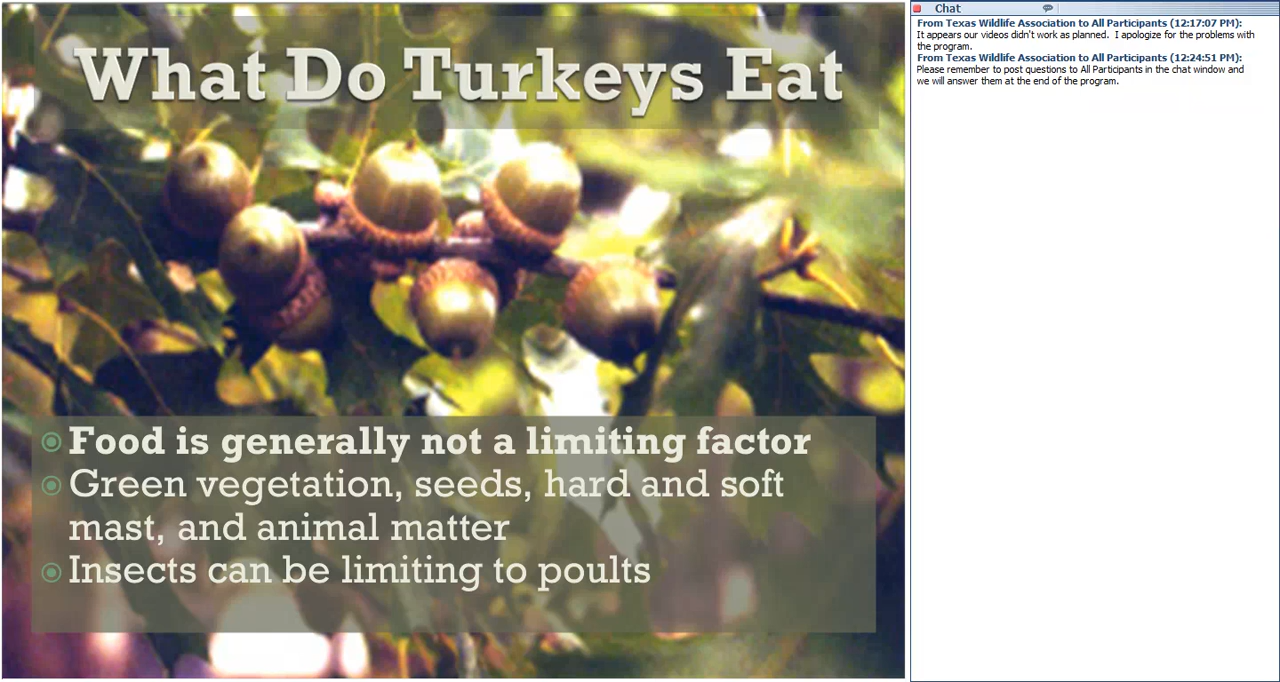 What Do Turkeys Eat
Food is generally not a limiting factor
Green vegetation, seeds, hard and soft
mast, and animal matter
Insects can be limiting to poults
Chat
From Texas Wildlife Association to All Participants (12:17:07 PM):
It appears our videos didn't work as planned. I apologize for the problems with
the program.
From Texas Wildlife Association to All Participants (12:24:51 PM):
Please remember to post questions to All Participants in the chat window and
we will answer them at the end of the program.